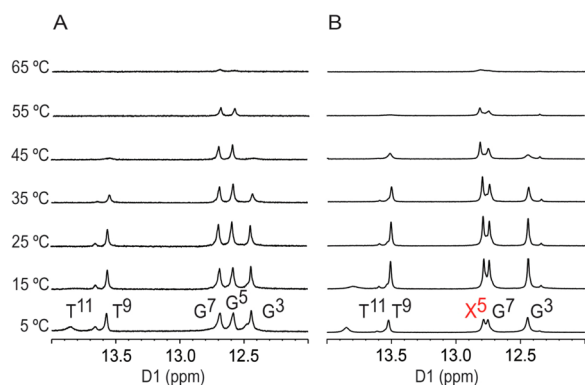 A B
65 ºC
55 ºC
45 ºC
35 ºC
25 ºC
15 ºC
T¹¹ T⁹ G⁷ G⁵ G³ T¹¹ T⁹ X⁵ G⁷ G³
5 ºC
13.5 13.0 12.5 13.5 13.0 12.5
D1 (ppm) D1 (ppm)